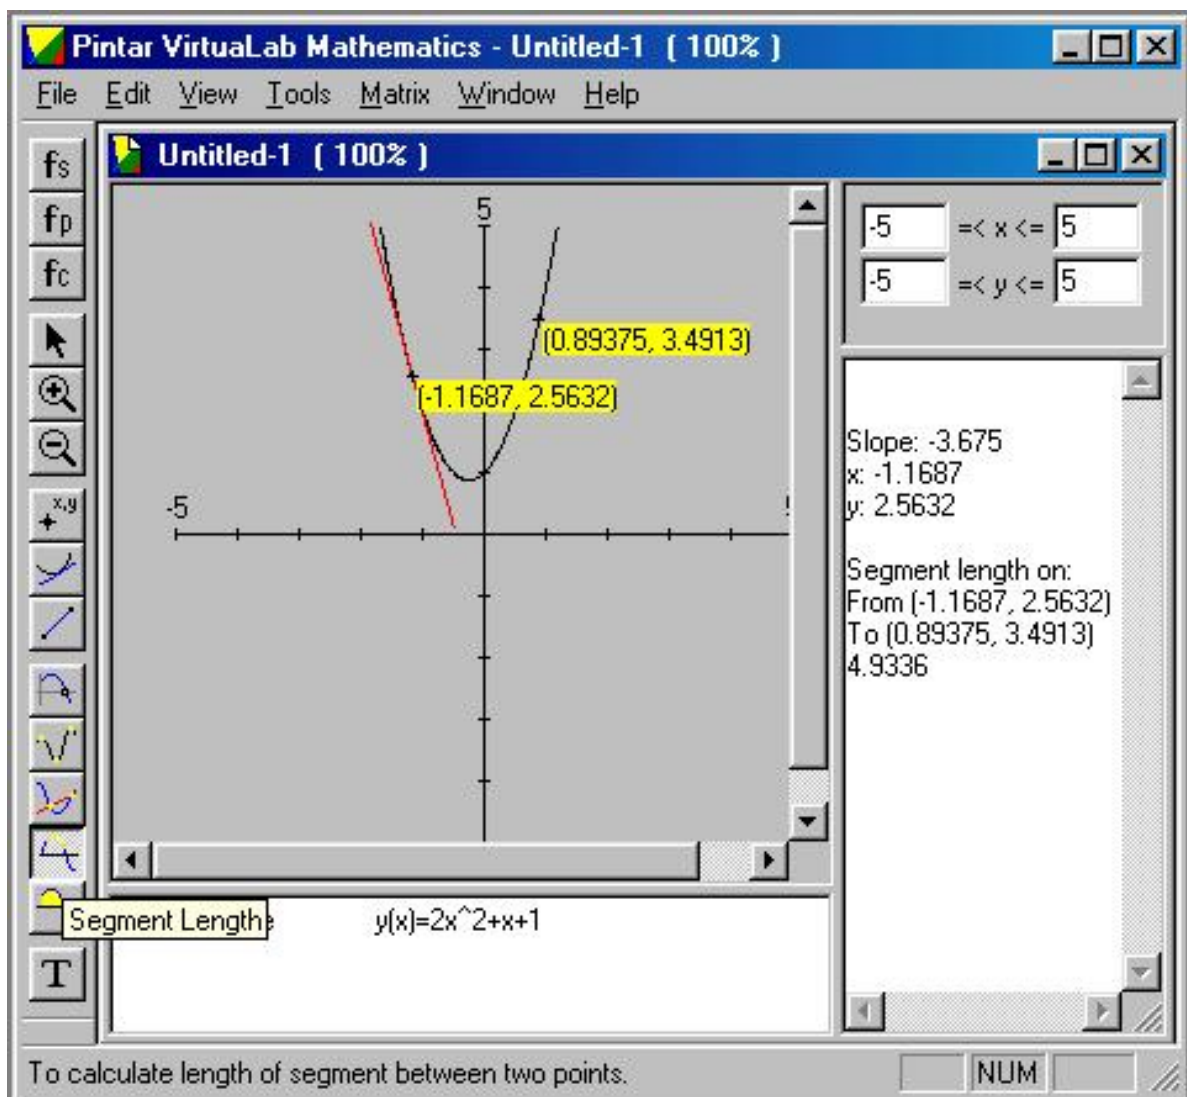 Pintar VirtuaLab Mathematics - Untitled-1 ( 100% )
File Edit View Tools Matrix Window Help
fs
fp
fc
x,y
T
Untitled-1 ( 100% )
5
(0.89375, 3.4913)
(-1.1687, 2.5632)
-5
-5 =< x <= 5
-5 =< y <= 5
Slope: -3.675
x: -1.1687
y: 2.5632
Segment length on:
From (-1.1687, 2.5632)
To (0.89375, 3.4913)
4.9336
Segment Length
y(x)=2x^2+x+1
To calculate length of segment between two points.
NUM